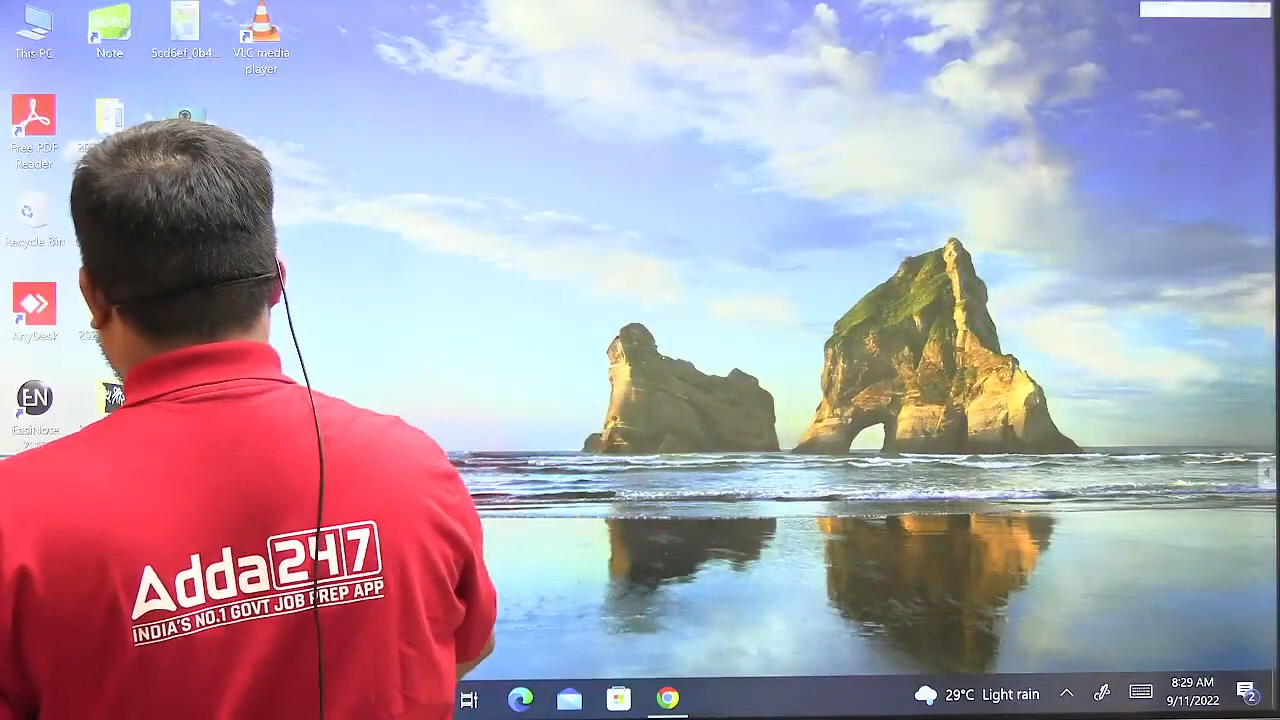 This PC
Note
5cd6ef_0b4...
VLC media
player
Free PDF
Reader
Recycle Bin
AnyDesk
EN
EasiNote
Adda247
INDIA'S NO.1 GOVT JOB PREP APP
29°C Light rain
8:29 AM
9/11/2022
2